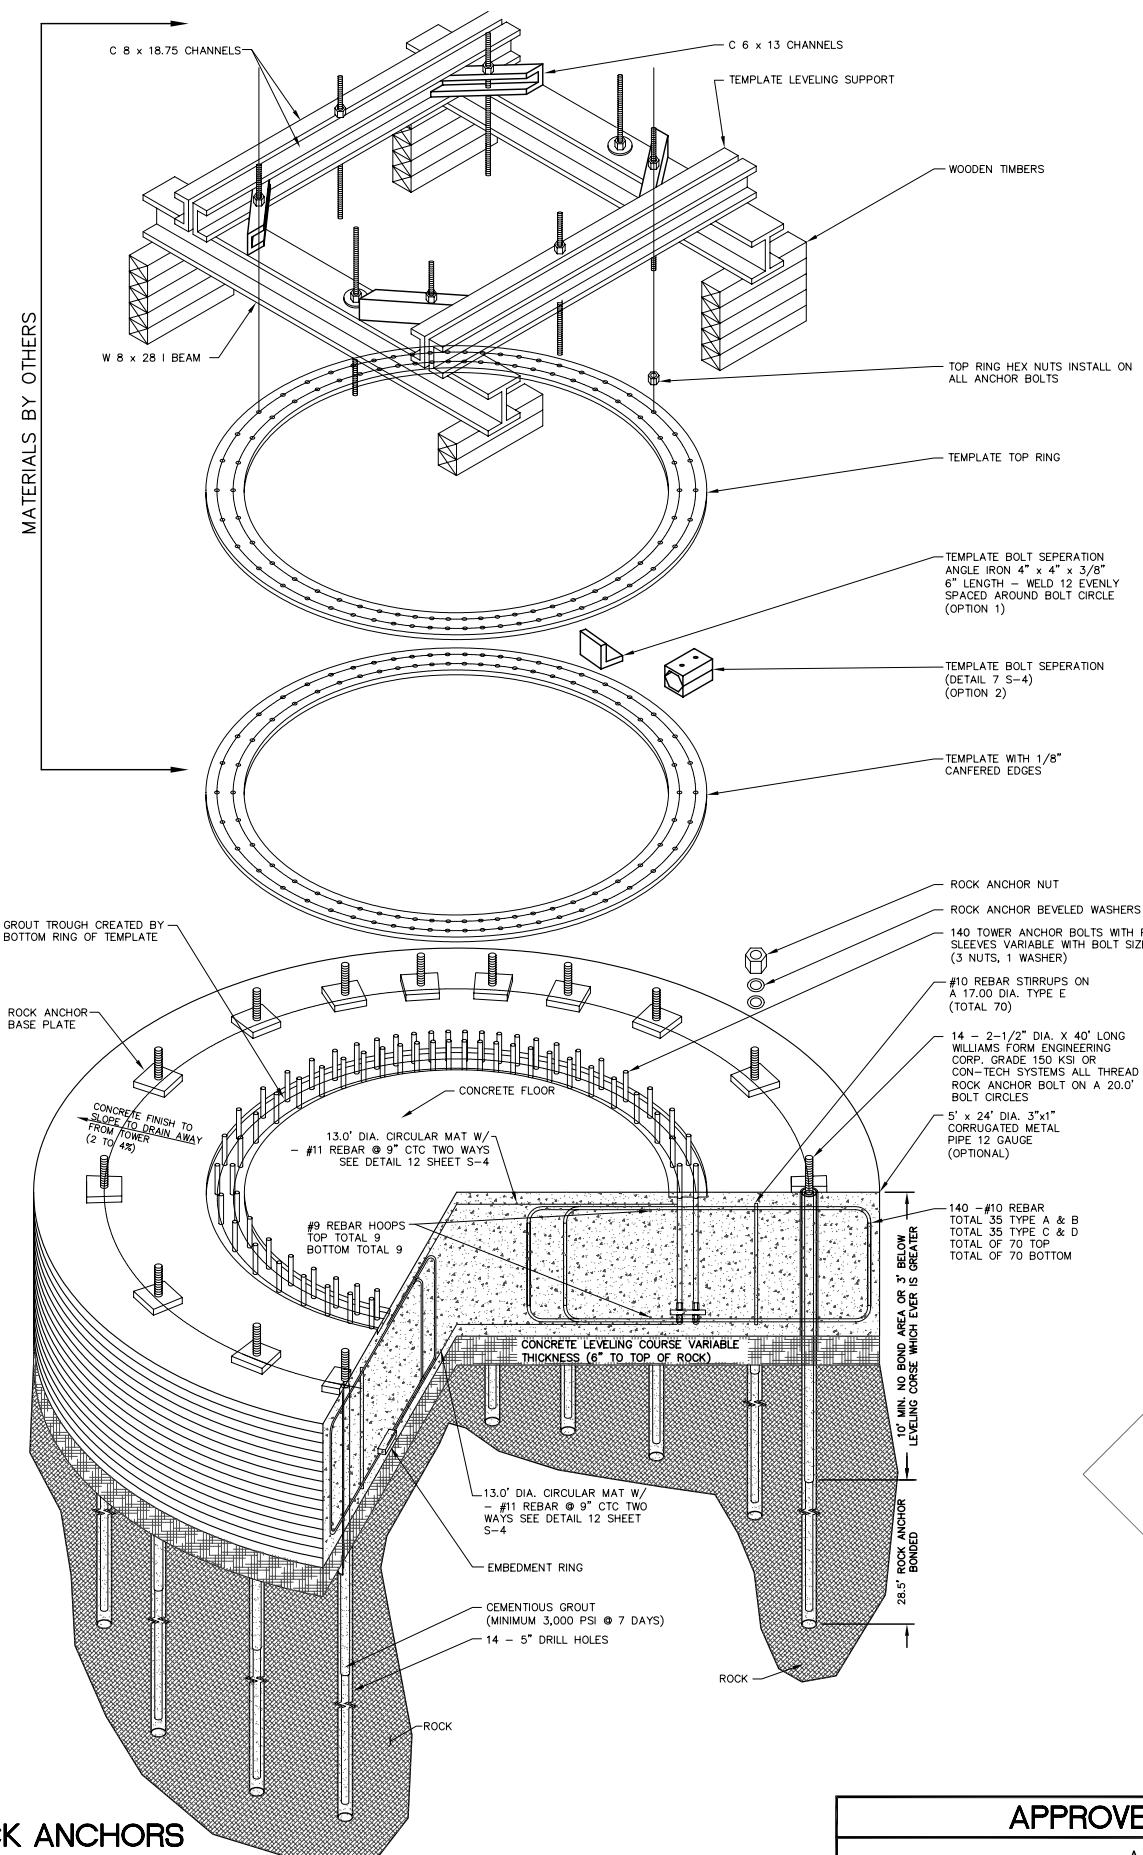 C 8 x 18.75 CHANNELS
C 6 x 13 CHANNELS
TEMPLATE LEVELING SUPPORT
WOODEN TIMBERS
MATERIALS BY OTHERS
W 8 x 28 I BEAM
TOP RING HEX NUTS INSTALL ON
ALL ANCHOR BOLTS
TEMPLATE TOP RING
TEMPLATE BOLT SEPERATION
ANGLE IRON 4" x 4" x 3/8"
6" LENGTH – WELD 12 EVENLY
SPACED AROUND BOLT CIRCLE
(OPTION 1)
TEMPLATE BOLT SEPERATION
(DETAIL 7 S-4)
(OPTION 2)
TEMPLATE WITH 1/8"
CANFERED EDGES
ROCK ANCHOR NUT
ROCK ANCHOR BEVELED WASHERS
GROUT TROUGH CREATED BY
BOTTOM RING OF TEMPLATE
140 TOWER ANCHOR BOLTS WITH
SLEEVES VARIABLE WITH BOLT
(3 NUTS, 1 WASHER)
#10 REBAR STIRRUPS ON
A 17.00 DIA. TYPE E
(TOTAL 70)
ROCK ANCHOR
BASE PLATE
14 – 2-1/2" DIA. X 40' LONG
WILLIAMS FORM ENGINEERING
CORP. GRADE 150 KSI OR
CON-TECH SYSTEMS ALL THREAD
ROCK ANCHOR BOLT ON A 20.0'
BOLT CIRCLES
CONCRETE FLOOR
CONCRETE FINISH TO
SLOPE TO DRAIN AWAY
FROM TOWER
(2 TO 4%)
5' x 24' DIA. 3"x1"
CORRUGATED METAL
PIPE 12 GAUGE
(OPTIONAL)
13.0' DIA. CIRCULAR MAT W/
– #11 REBAR @ 9" CTC TWO WAYS
SEE DETAIL 12 SHEET S-4
#9 REBAR HOOPS
TOP TOTAL 9
BOTTOM TOTAL 9
140 –#10 REBAR
TOTAL 35 TYPE A & B
TOTAL 35 TYPE C & D
TOTAL OF 70 TOP
TOTAL OF 70 BOTTOM
10' MIN. NO BOND AREA OR 3' BELOW
LEVELING CORSE WHICH EVER IS GREATER
CONCRETE LEVELING COURSE VARIABLE
THICKNESS (6" TO TOP OF ROCK)
13.0' DIA. CIRCULAR MAT W/
– #11 REBAR @ 9" CTC TWO
WAYS SEE DETAIL 12 SHEET
S-4
28.5' ROCK ANCHOR
BONDED
EMBEDMENT RING
CEMENTIOUS GROUT
(MINIMUM 3,000 PSI @ 7 DAYS)
14 – 5" DRILL HOLES
ROCK
ROCK
ANCHORS